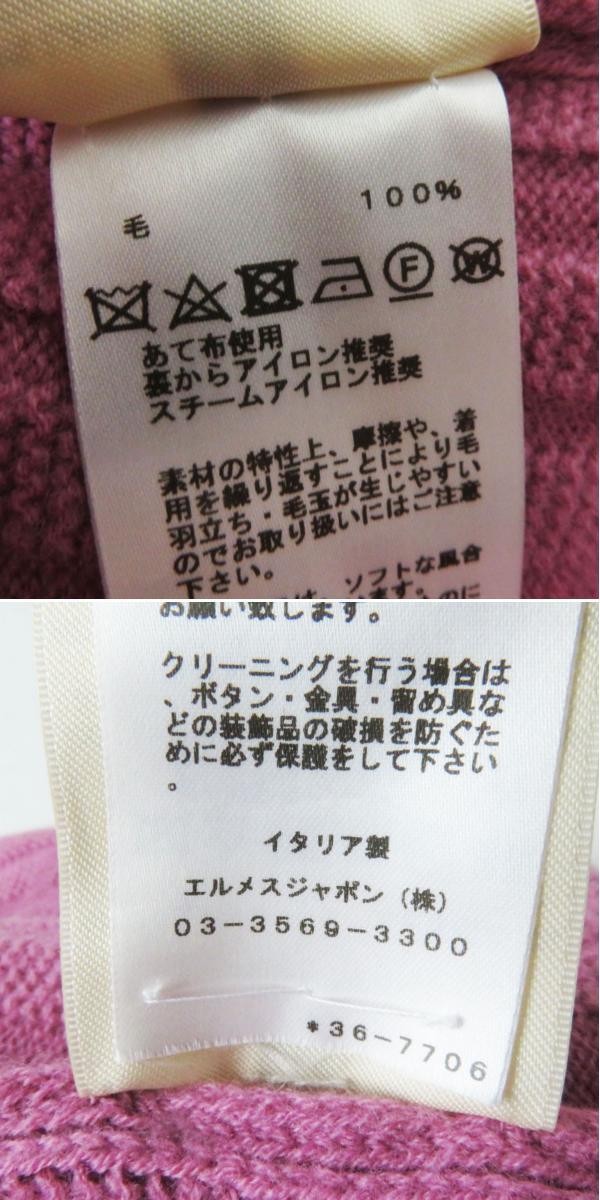 毛 100%
F W
あて布使用
裏からアイロン推奨
スチームアイロン推奨
素材の特性上、摩擦や、着
用を繰り返すことにより毛
羽立ち・毛玉が生じやすい
のでお取り扱いにはご注意
下さい。
ソフトな風合
お願い致します。
クリーニングを行う場合は
、ボタン・金具・留め具な
どの装飾品の破損を防ぐた
めに必ず保護をして下さい
。
イタリア製
エルメスジャポン(株)
03-3569-3300
*36-7706